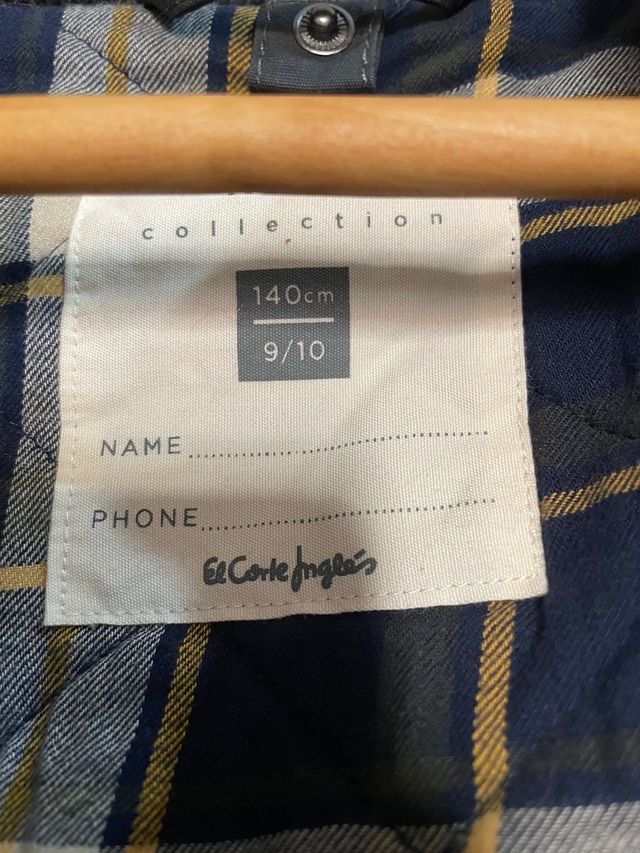 collection
140cm
9/10
NAME
PHONE
El Corte Inglés